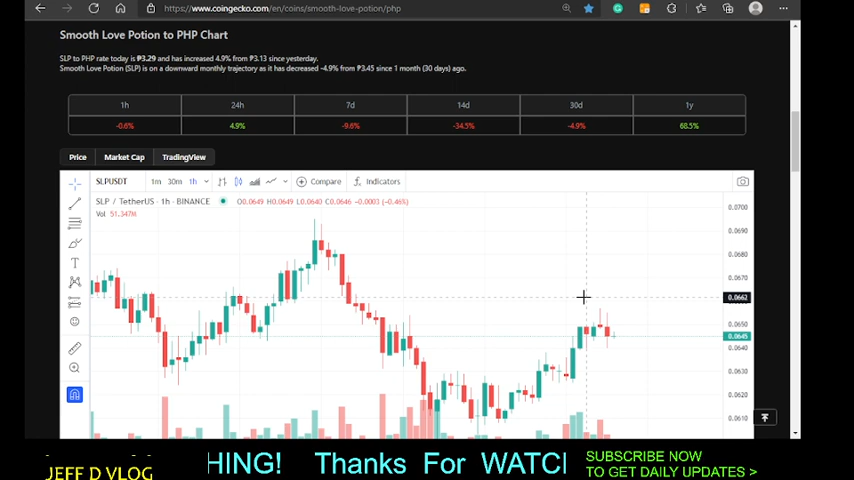 https://www.coingecko.com/en/coins/smooth-love-potion/php
Smooth Love Potion to PHP Chart
SLP to PHP rate today is ₱3.29 and has increased 4.9% from ₱3.13 since yesterday.
Smooth Love Potion (SLP) is on a downward monthly trajectory as it has decreased -4.9% from ₱3.45 since 1 month (30 days) ago.
1h 24h 7d 14d 30d 1y
-0.6% 4.9% -9.6% -34.5% -4.9% 68.5%
Price Market Cap TradingView
SLPUSDT 1m 30m 1h Compare Indicators
SLP / TetherUS · 1h · BINANCE O0.0649 H0.0649 L0.0640 C0.0646 -0.0003 (-0.46%)
Vol 51.347M
0.0700
0.0690
0.0680
0.0670
0.0662
0.0650
0.0645
0.0640
0.0630
0.0620
0.0610
JEFF D VLOG
HING! Thanks For WATCI
SUBSCRIBE NOW
TO GET DAILY UPDATES >